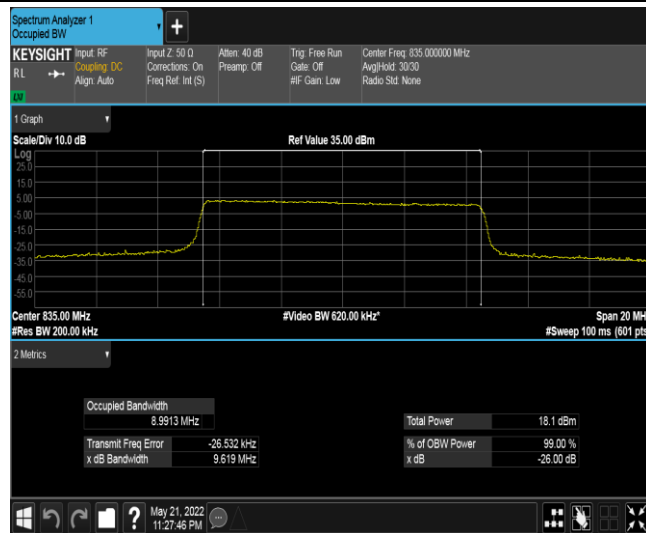 Spectrum Analyzer 1
Occupied BW
+
KEYSIGHT
RL
LXI
Input: RF
Coupling: DC
Align: Auto
Input Z: 50 Ω
Corrections: On
Freq Ref: Int (S)
Atten: 40 dB
Preamp: Off
Trig: Free Run
Gate: Off
#IF Gain: Low
Center Freq: 835.000000 MHz
Avg|Hold: 30/30
Radio Std: None
1 Graph
Scale/Div 10.0 dB
Ref Value 35.00 dBm
Log
25.0
15.0
5.00
-5.00
-15.0
-25.0
-35.0
-45.0
-55.0
Center 835.00 MHz
#Video BW 620.00 kHz*
Span 20 MH
#Res BW 200.00 kHz
#Sweep 100 ms (601 pts
2 Metrics
Occupied Bandwidth
8.9913 MHz
Total Power 18.1 dBm
Transmit Freq Error -26.532 kHz
% of OBW Power 99.00 %
x dB Bandwidth 9.619 MHz
x dB -26.00 dB
?
May 21, 2022
11:27:46 PM